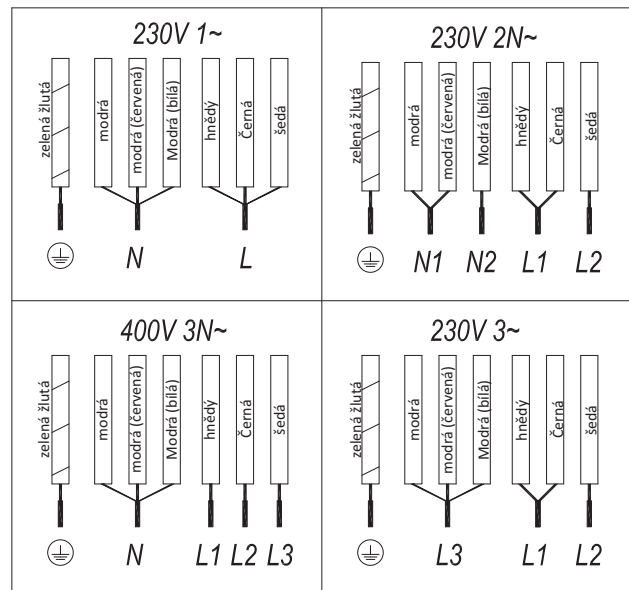 230V 1~
zelená žlutá
modrá
modrá (červená)
Modrá (bílá)
hnědý
Černá
šedá
N L
230V 2N~
zelená žlutá
modrá
modrá (červená)
Modrá (bílá)
hnědý
Černá
šedá
N1 N2 L1 L2
400V 3N~
zelená žlutá
modrá
modrá (červená)
Modrá (bílá)
hnědý
Černá
šedá
N L1 L2 L3
230V 3~
zelená žlutá
modrá
modrá (červená)
Modrá (bílá)
hnědý
Černá
šedá
L3 L1 L2